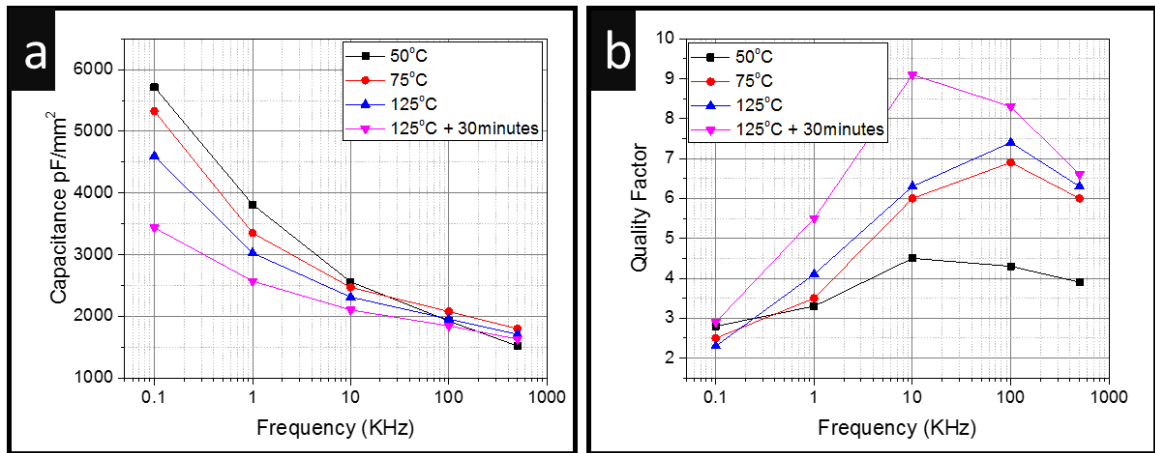 a
50°C
75°C
125°C
125°C + 30minutes
6000
5000
4000
3000
2000
1000
Capacitance pF/mm²
0.1 1 10 100 1000
Frequency (KHz)
b
50°C
75°C
125°C
125°C + 30minutes
10
9
8
7
6
5
4
3
2
Quality Factor
0.1 1 10 100 1000
Frequency (KHz)